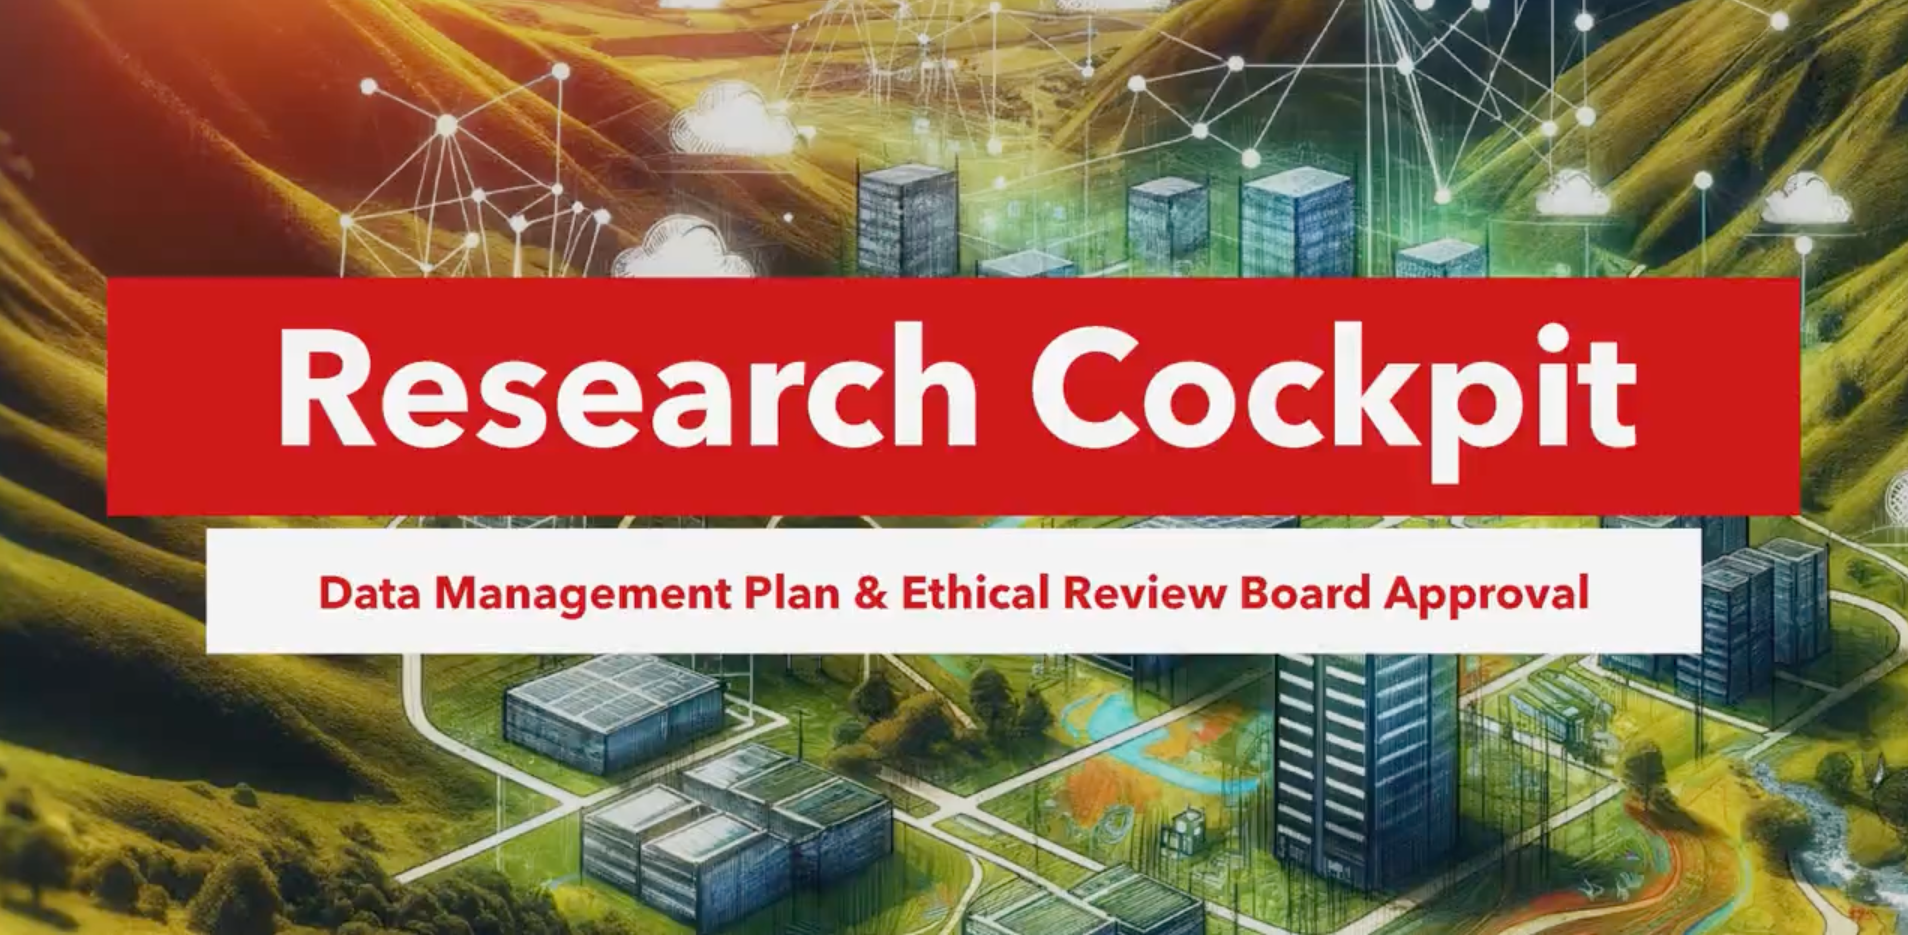 Research Cockpit
Data Management Plan & Ethical Review Board Approval